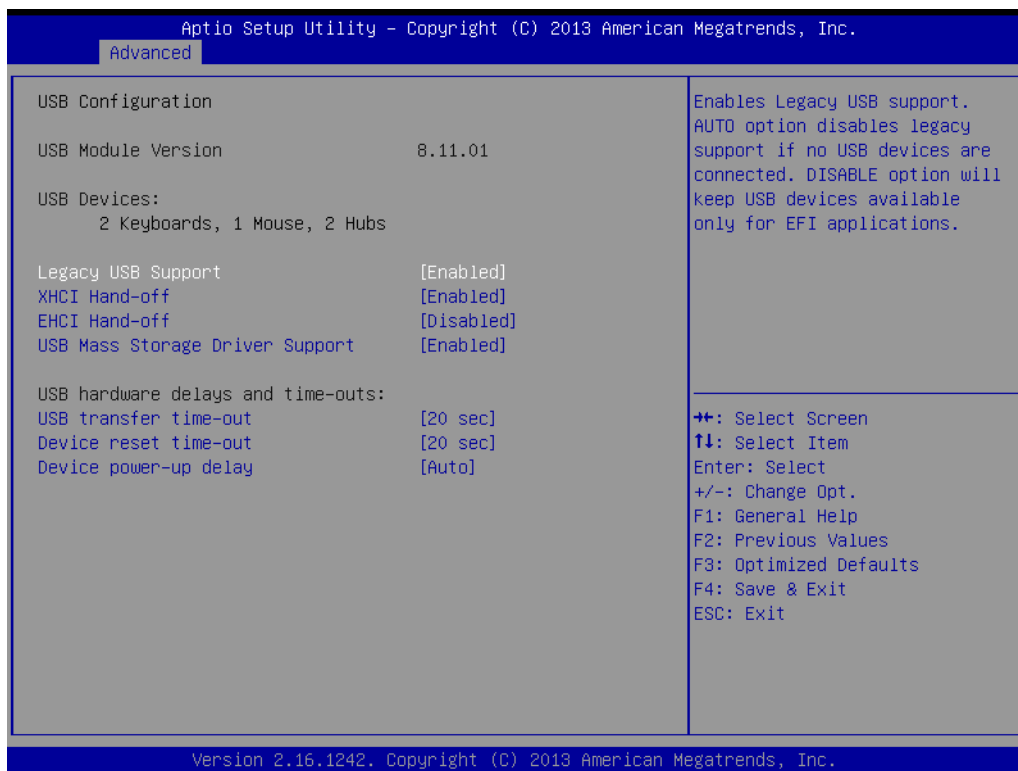 Aptio Setup Utility – Copyright (C) 2013 American Megatrends, Inc.
Advanced
USB Configuration
USB Module Version 8.11.01
USB Devices:
2 Keyboards, 1 Mouse, 2 Hubs
Legacy USB Support [Enabled]
XHCI Hand-off [Enabled]
EHCI Hand-off [Disabled]
USB Mass Storage Driver Support [Enabled]
USB hardware delays and time-outs:
USB transfer time-out [20 sec]
Device reset time-out [20 sec]
Device power-up delay [Auto]
Enables Legacy USB support.
AUTO option disables legacy
support if no USB devices are
connected. DISABLE option will
keep USB devices available
only for EFI applications.
→←: Select Screen
↑↓: Select Item
Enter: Select
+/-: Change Opt.
F1: General Help
F2: Previous Values
F3: Optimized Defaults
F4: Save & Exit
ESC: Exit
Version 2.16.1242. Copyright (C) 2013 American Megatrends, Inc.